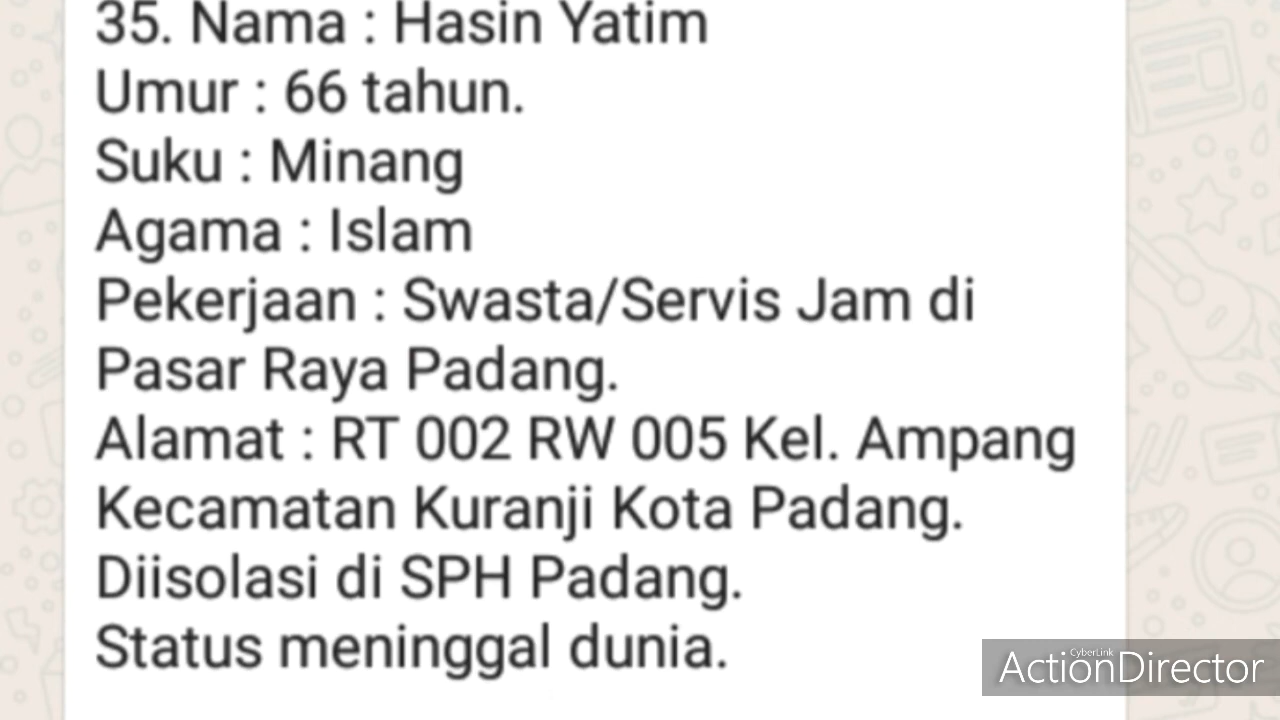 35. Nama : Hasin Yatim
Umur : 66 tahun.
Suku : Minang
Agama : Islam
Pekerjaan : Swasta/Servis Jam di
Pasar Raya Padang.
Alamat : RT 002 RW 005 Kel. Ampang
Kecamatan Kuranji Kota Padang.
Diisolasi di SPH Padang.
Status meninggal dunia.
CyberLink
ActionDirector